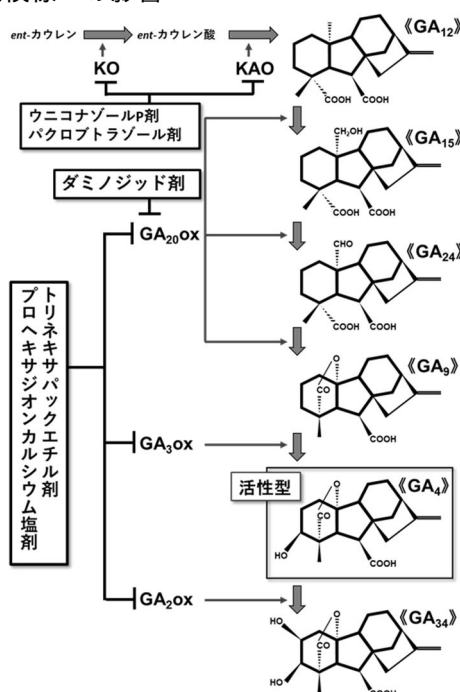 ent-カウレン ent-カウレン酸 《GA12》
KO KAO
COOH COOH
ウニコナゾールP剤
パクロブトラゾール剤
CH2OH 《GA15》
ダミノジッド剤
COOH COOH
GA20ox
CHO 《GA24》
COOH COOH
トリネキサパックエチル剤
プロヘキサジオンカルシウム塩剤
O 《GA9》
CO
COOH
GA3ox
活性型
O 《GA4》
CO
HO
COOH
GA2ox
《GA34》
HO O
CO
HO